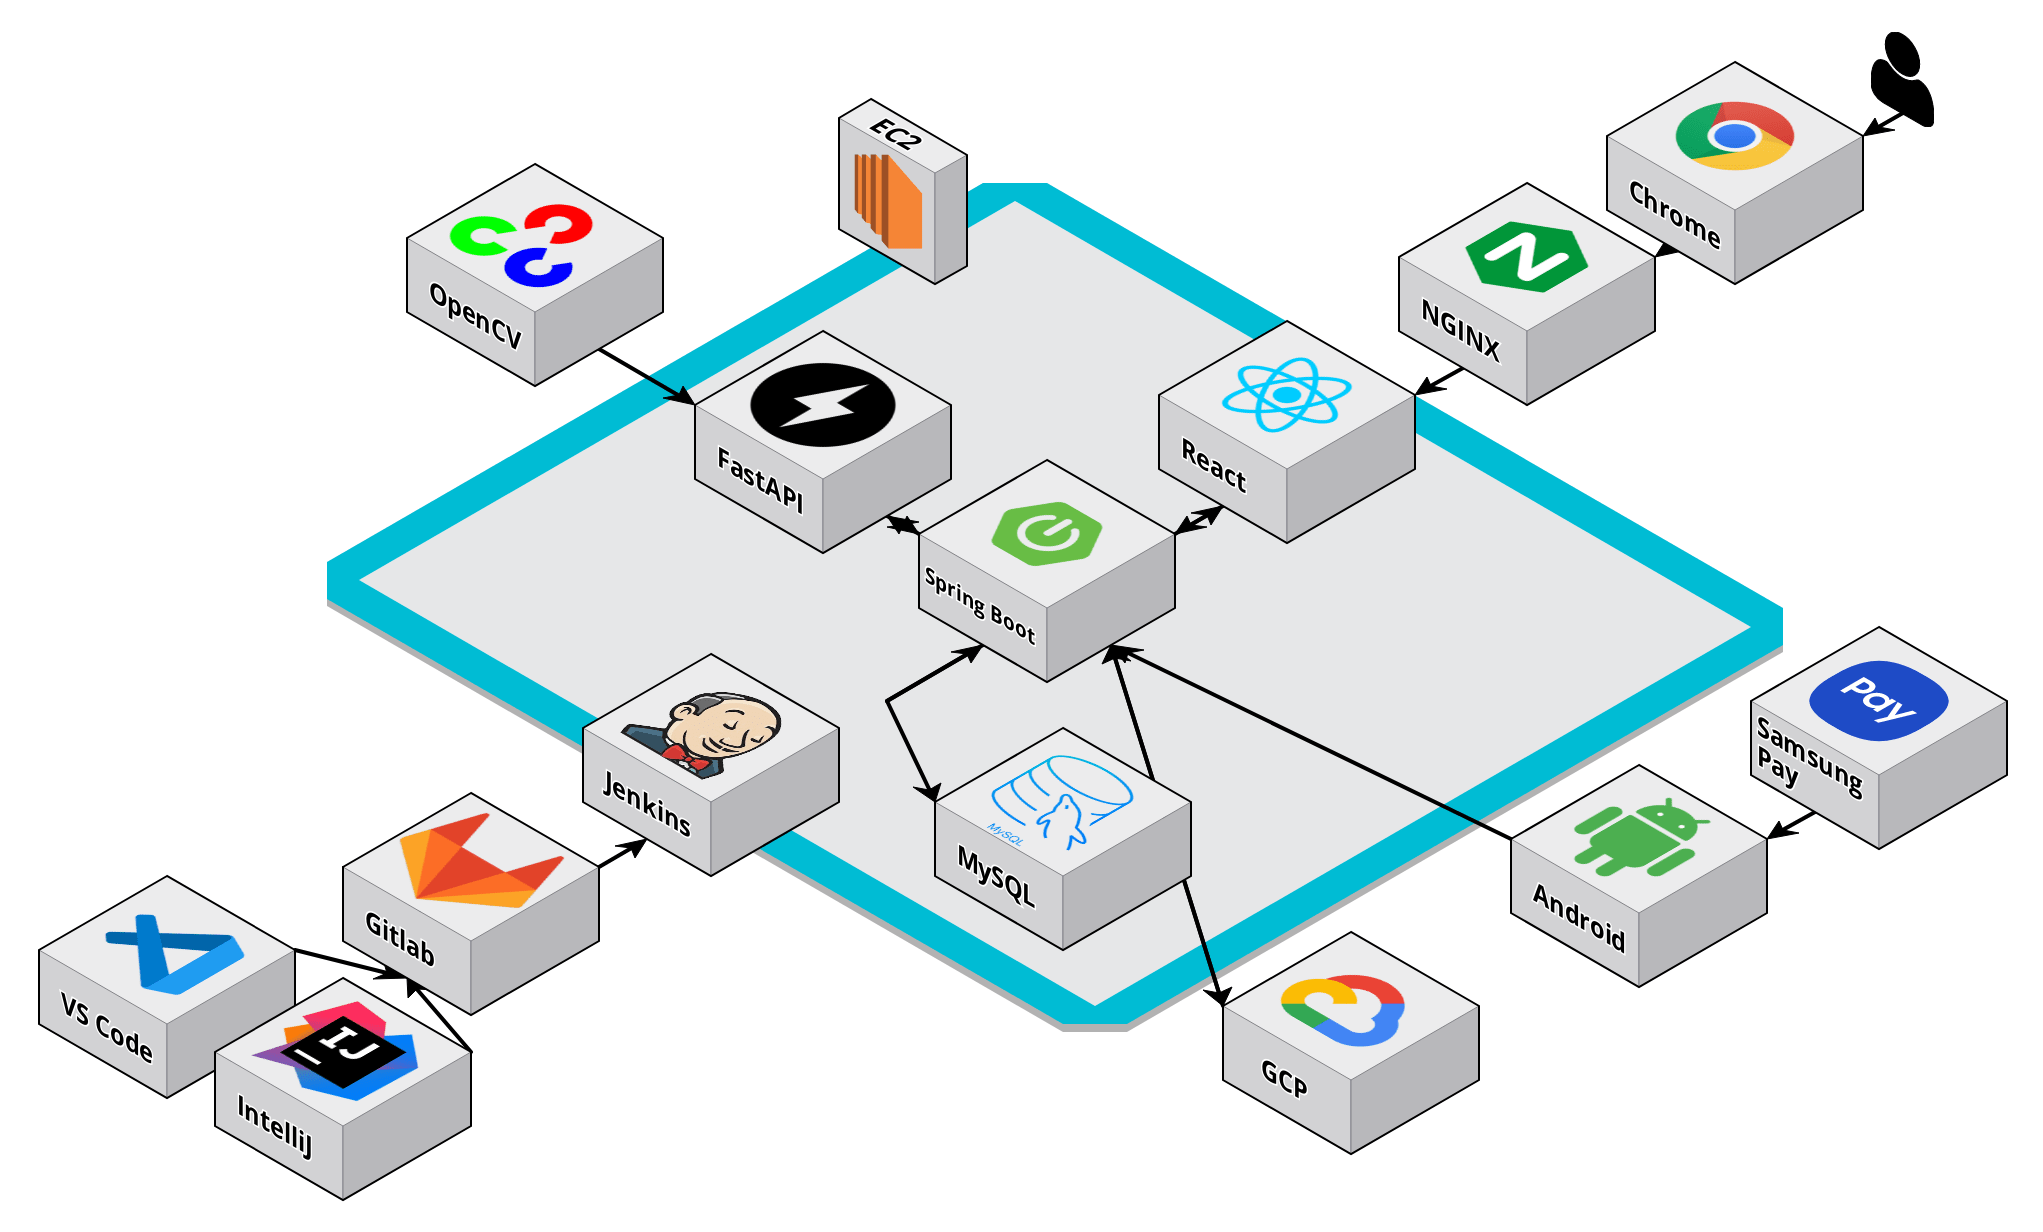 EC2
Chrome
OpenCV
NGINX
FastAPI
React
Spring Boot
Pay
Samsung
Pay
Jenkins
MySQL
MySQL
Gitlab
Android
VS Code
IJ
IntelliJ
GCP